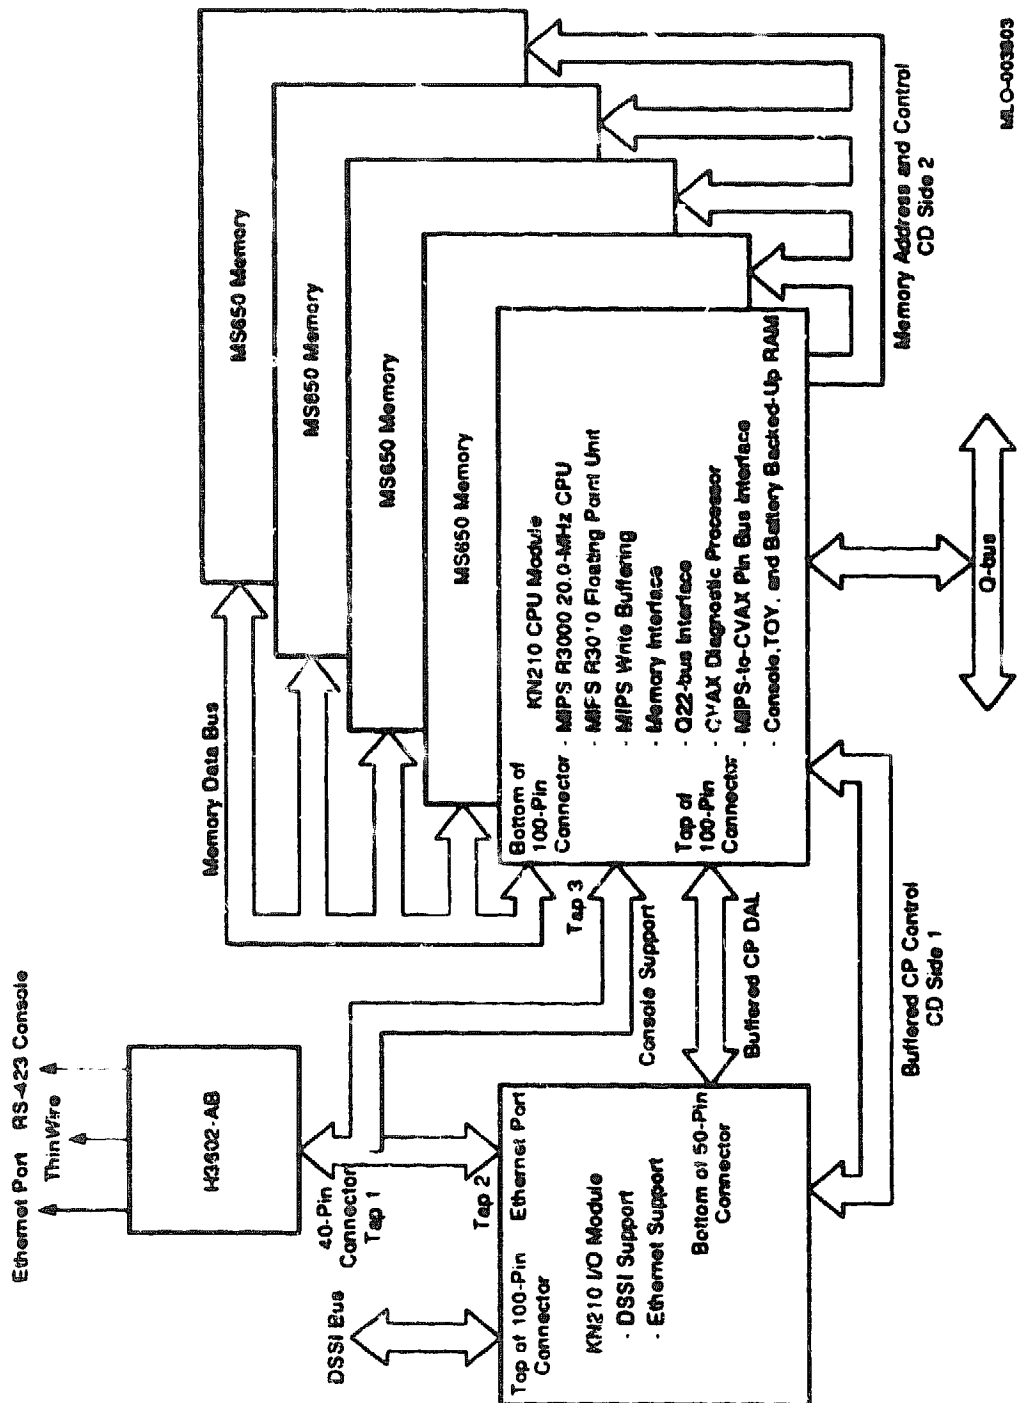 Ethernet Port
RS-423 Console
ThinWire
H3602-AB
DSSI Bus
40-Pin
Connector
Tap 1
Tap 2
Tap 3
Console Support
Memory Data Bus
MS650 Memory
MS650 Memory
MS650 Memory
MS650 Memory
Top of 100-Pin
Connector
Ethernet Port
KN210 I/O Module
- DSSI Support
- Ethernet Support
Bottom of 50-Pin
Connector
Buffered CP DAL
Bottom of
100-Pin
Connector
Top of
100-Pin
Connector
KN210 CPU Module
- MIPS R3000 20.0-MHz CPU
- MIPS R3010 Floating Point Unit
- MIPS Write Buffering
- Memory Interface
- Q22-bus Interface
- CVAX Diagnostic Processor
- MIPS-to-CVAX Pin Bus Interface
- Console, TOY, and Battery Backed-Up RAM
Memory Address and Control
CD Side 2
Buffered CP Control
CD Side 1
Q-bus
MLO-003903